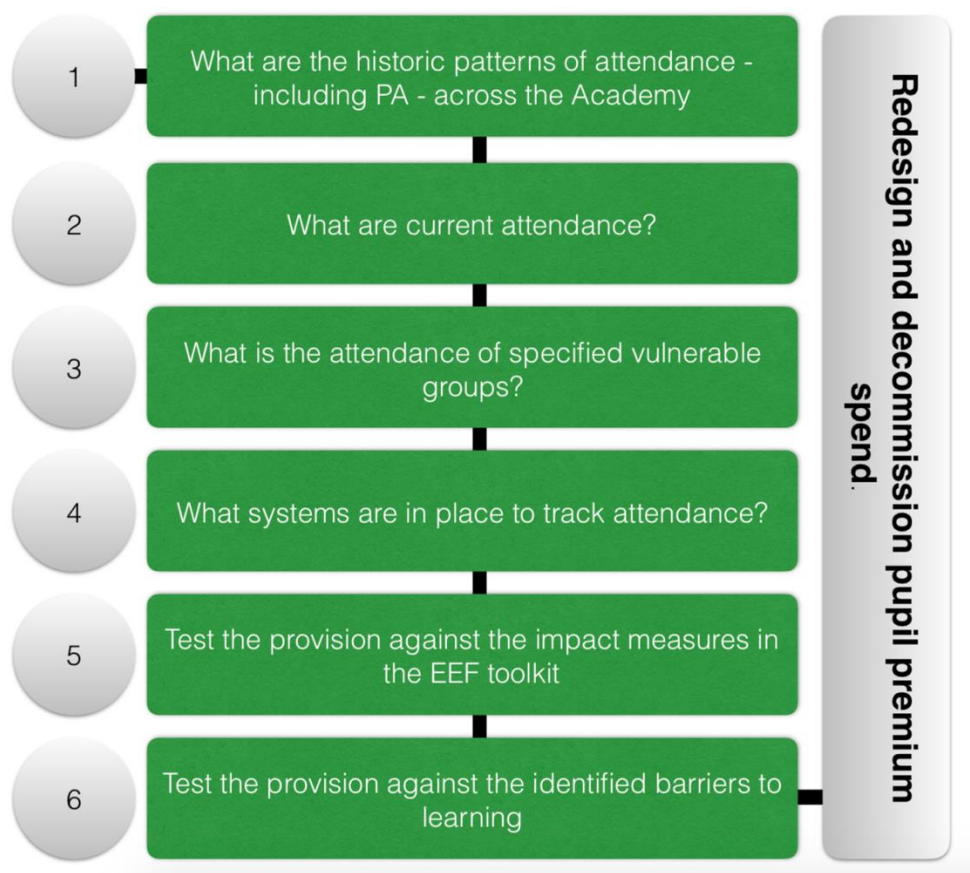 1
What are the historic patterns of attendance -
including PA - across the Academy
2
What are current attendance?
3
What is the attendance of specified vulnerable
groups?
4
What systems are in place to track attendance?
5
Test the provision against the impact measures in
the EEF toolkit
6
Test the provision against the identified barriers to
learning
Redesign and decommission pupil premium
spend.